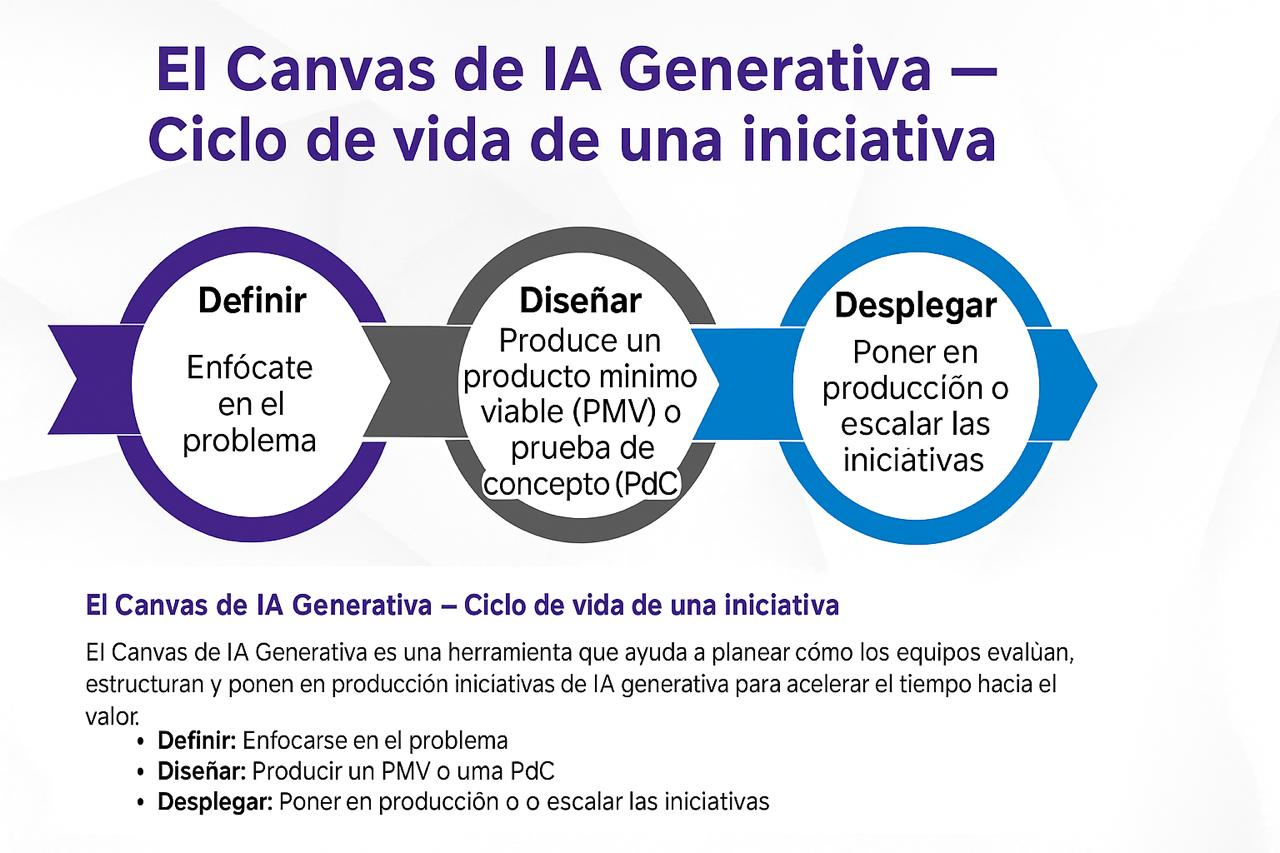 El Canvas de IA Generativa —
Ciclo de vida de una iniciativa
Definir
Enfócate
en el
problema
Diseñar
Produce un
producto minimo
viable (PMV) o
prueba de
concepto (PdC
Desplegar
Poner en
produccíón o
escalar las
iniciativas
El Canvas de IA Generativa – Ciclo de vida de una iniciativa
El Canvas de IA Generativa es una herramienta que ayuda a planear cómo los equipos evalùan,
estructuran y ponen en producción iniciativas de IA generativa para acelerar el tiempo hacia el
valor.
• Definir: Enfocarse en el problema
• Diseñar: Producir un PMV o uma PdC
• Desplegar: Poner en producciôn o o escalar las iniciativas